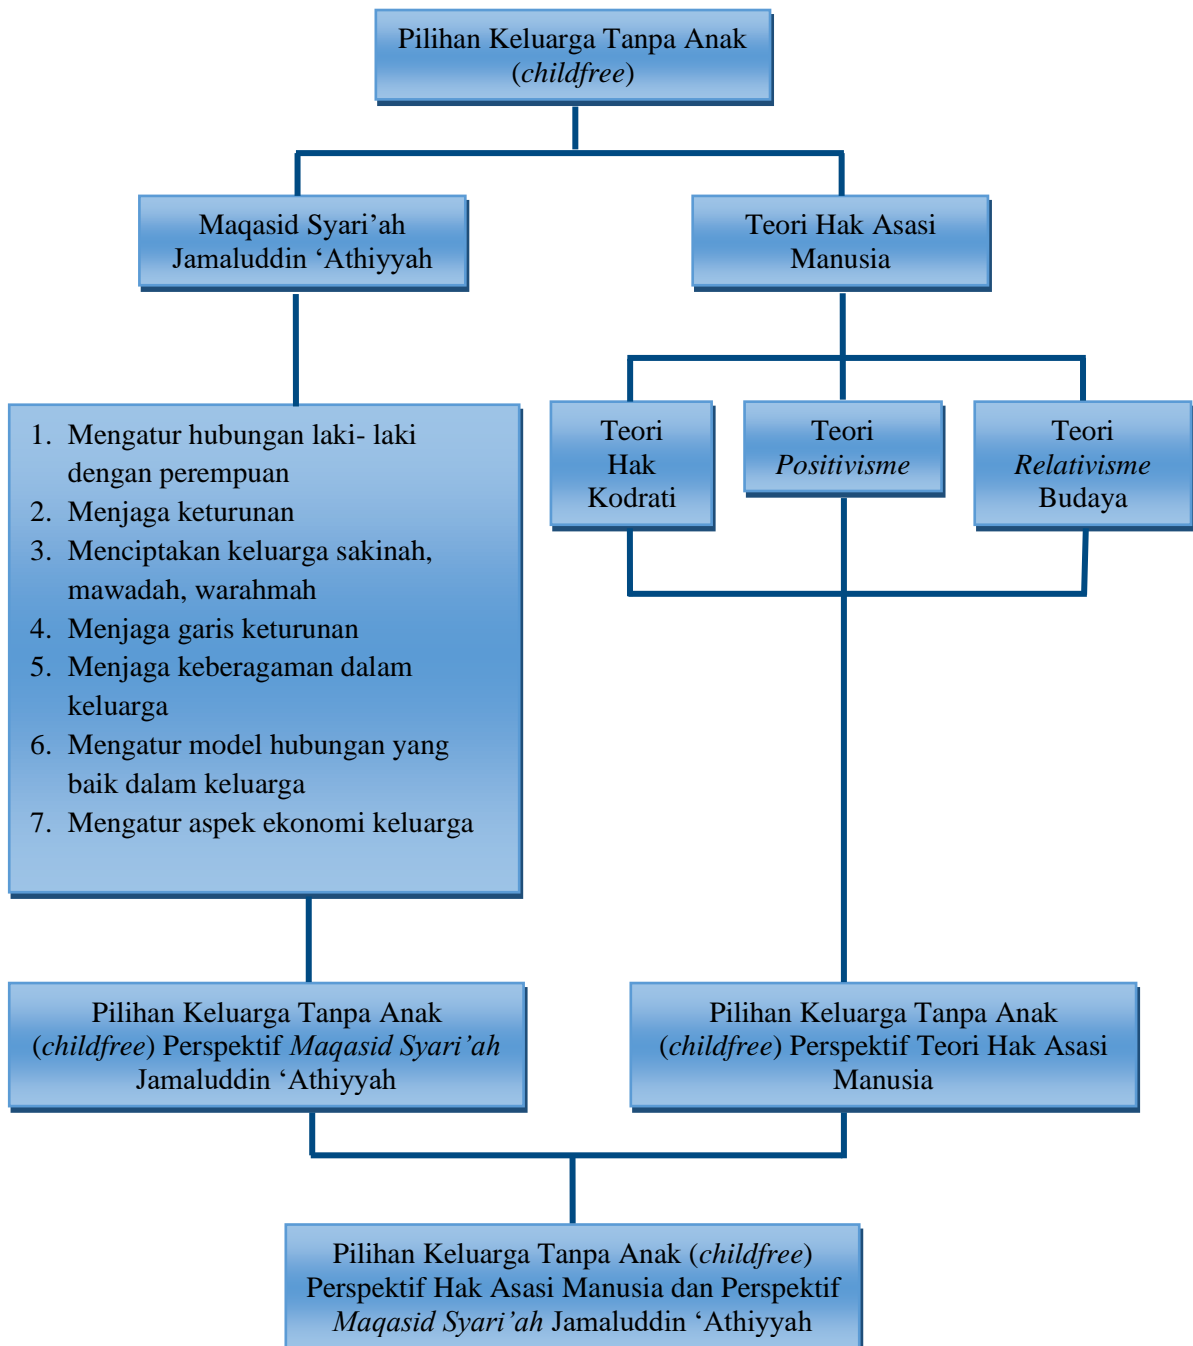 Pilihan Keluarga Tanpa Anak
(childfree)
Maqasid Syari’ah
Jamaluddin ‘Athiyyah
Teori Hak Asasi
Manusia
1. Mengatur hubungan laki- laki
dengan perempuan
2. Menjaga keturunan
3. Menciptakan keluarga sakinah,
mawadah, warahmah
4. Menjaga garis keturunan
5. Menjaga keberagaman dalam
keluarga
6. Mengatur model hubungan yang
baik dalam keluarga
7. Mengatur aspek ekonomi keluarga
Teori
Hak
Kodrati
Teori
Positivisme
Teori
Relativisme
Budaya
Pilihan Keluarga Tanpa Anak
(childfree) Perspektif Maqasid Syari’ah
Jamaluddin ‘Athiyyah
Pilihan Keluarga Tanpa Anak
(childfree) Perspektif Teori Hak Asasi
Manusia
Pilihan Keluarga Tanpa Anak (childfree)
Perspektif Hak Asasi Manusia dan Perspektif
Maqasid Syari’ah Jamaluddin ‘Athiyyah